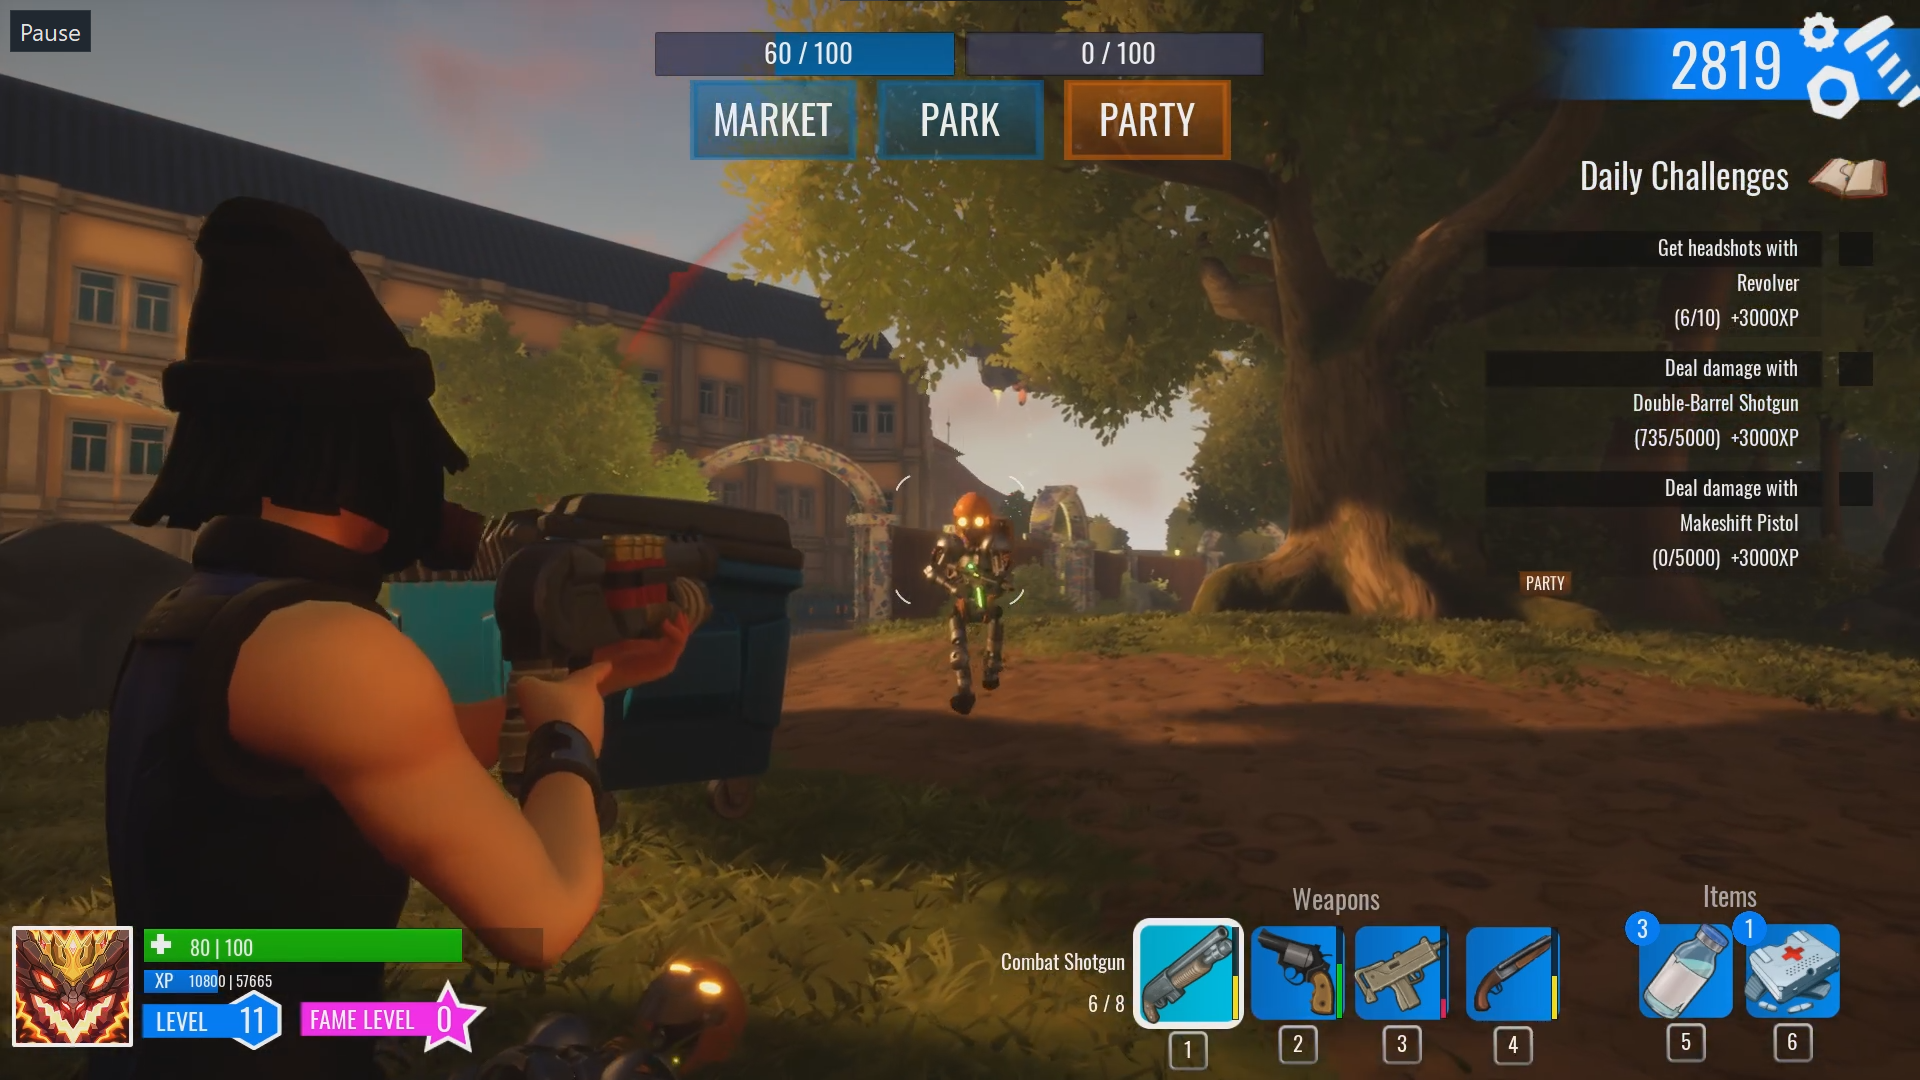 Pause
60 / 100
0 / 100
MARKET
PARK
PARTY
2819
Daily Challenges
Get headshots with
Revolver
(6/10) +3000XP
Deal damage with
Double-Barrel Shotgun
(735/5000) +3000XP
Deal damage with
Makeshift Pistol
(0/5000) +3000XP
PARTY
Weapons
Items
3
1
80 | 100
XP 10800 | 57665
LEVEL 11
FAME LEVEL 0
Combat Shotgun
6 / 8
1
2
3
4
5
6